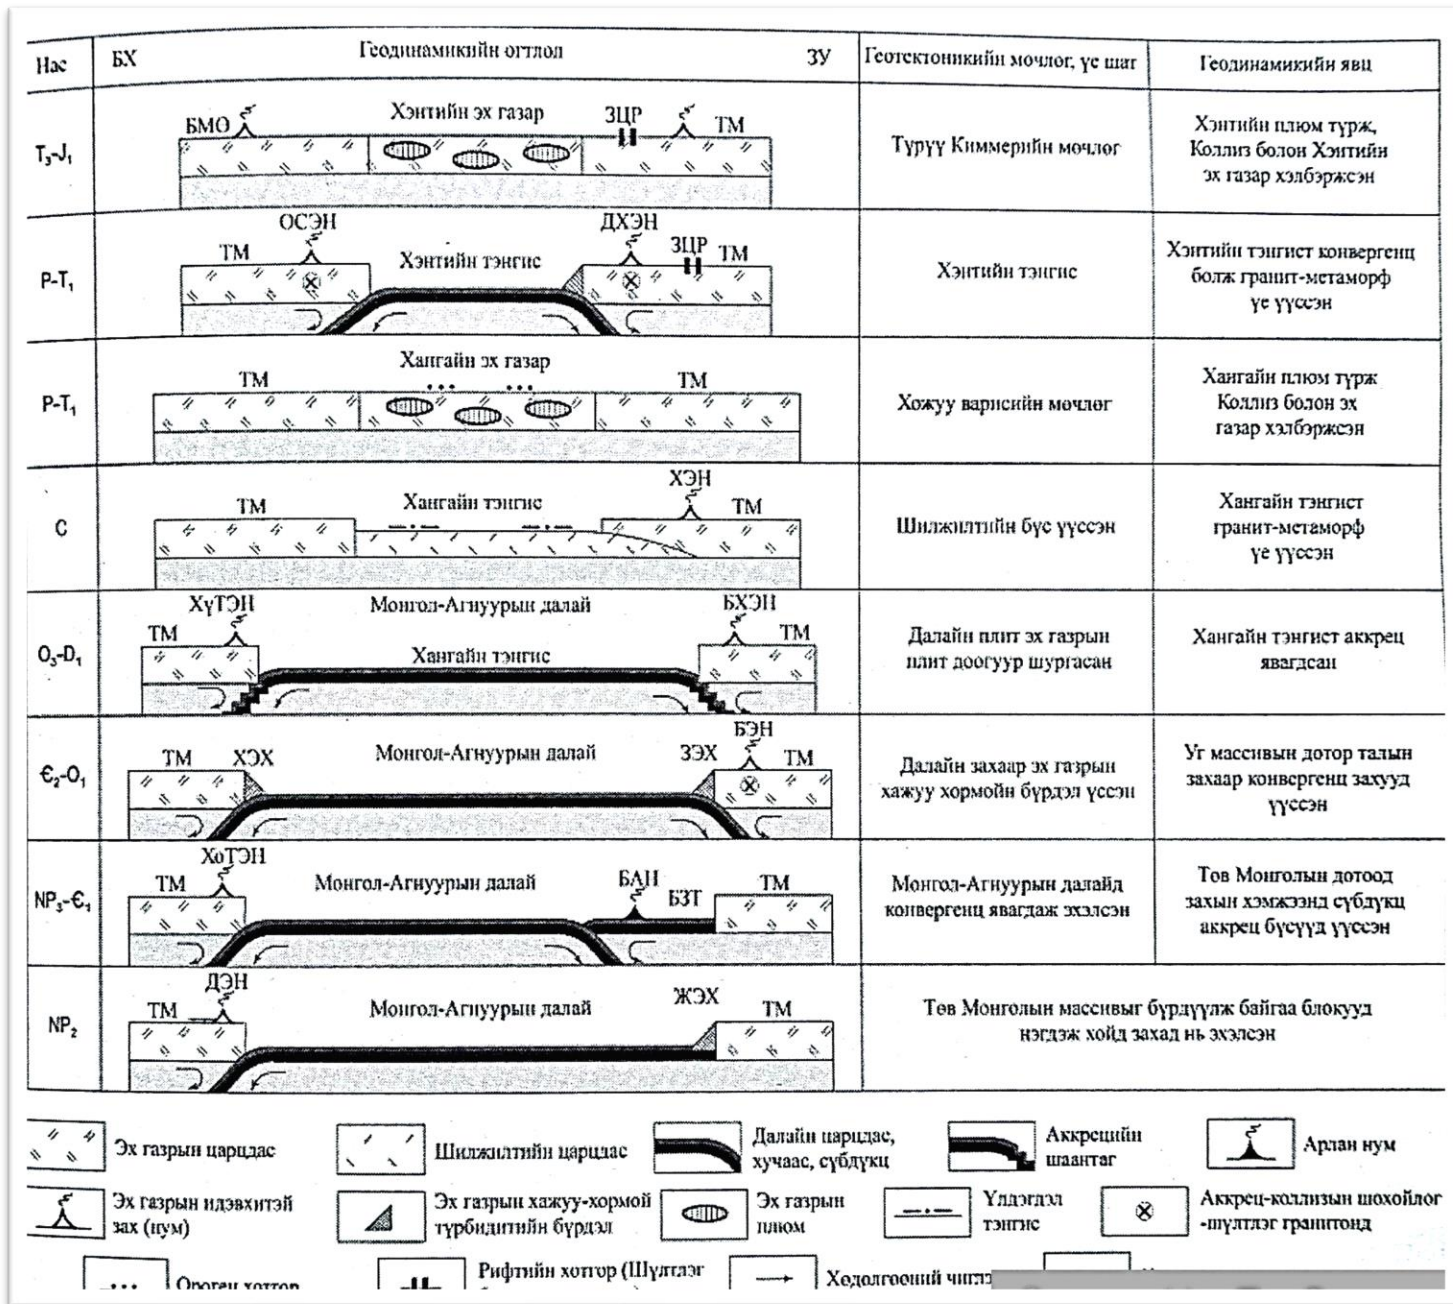 Нас
БХ
Геодинамикийн огтлол
ЗУ
Геотектоникийн мөчлөг, үе шат
Геодинамикийн явц
T₃-J₁
БМО
Хэнтийн эх газар
ЗЦР
ТМ
Түрүү Киммерийн мөчлөг
Хэнтийн плюм түрж,
Коллиз болон Хэнтийн
эх газар хэлбэржсэн
P-T₁
ТМ
ОСЭН
Хэнтийн тэнгис
ДХЭН
ЗЦР
ТМ
Хэнтийн тэнгис
Хэнтийн тэнгист конвергенц
болж гранит-метаморф
үе үүссэн
P-T₁
ТМ
Хангайн эх газар
ТМ
Хожуу варисийн мөчлөг
Хангайн плюм түрж
Коллиз болон эх
газар хэлбэржсэн
C
ТМ
Хангайн тэнгис
ХЭН
ТМ
Шилжилтийн бүс үүссэн
Хангайн тэнгист
гранит-метаморф
үе үүссэн
O₃-D₁
ТМ
ХүТЭН
Монгол-Агнуурын далай
Хангайн тэнгис
БХЭН
ТМ
Далайн плит эх газрын
плит доогуур шургасан
Хангайн тэнгист аккрец
явагдсан
Є₂-O₁
ТМ
ХЭХ
Монгол-Агнуурын далай
ЗЭХ
БЭН
ТМ
Далайн захаар эх газрын
хажуу хормойн бүрдэл үссэн
Уг массивын дотор талын
захаар конвергенц захууд
үүссэн
NP₃-Є₁
ТМ
ХоТЭН
Монгол-Агнуурын далай
БАН
БЗТ
ТМ
Монгол-Агнуурын далайд
конвергенц явагдаж эхэлсэн
Төв Монголын дотоод
захын хэмжээнд сүбдүкц
аккрец бүсүүд үүссэн
NP₂
ТМ
ДЭН
Монгол-Агнуурын далай
ЖЭХ
ТМ
Төв Монголын массивыг бүрдүүлж байгаа блокууд
нэгдэж хойд захад нь эхэлсэн
Эх газрын царцдас
Шилжилтийн царцдас
Далайн царцдас,
хучаас, сүбдүкц
Аккрецийн
шаантаг
Арлан нум
Эх газрын идэвхитэй
зах (нум)
Эх газрын хажуу-хормой
түрбидитийн бүрдэл
Эх газрын
плюм
Үлдэгдэл
тэнгис
Аккрец-коллизын шохойлог
-шүлтлэг гранитонд
Ороген хотгор
Рифтийн хотгор (Шүлтлэг
Хөдөлгөөний чиглэ